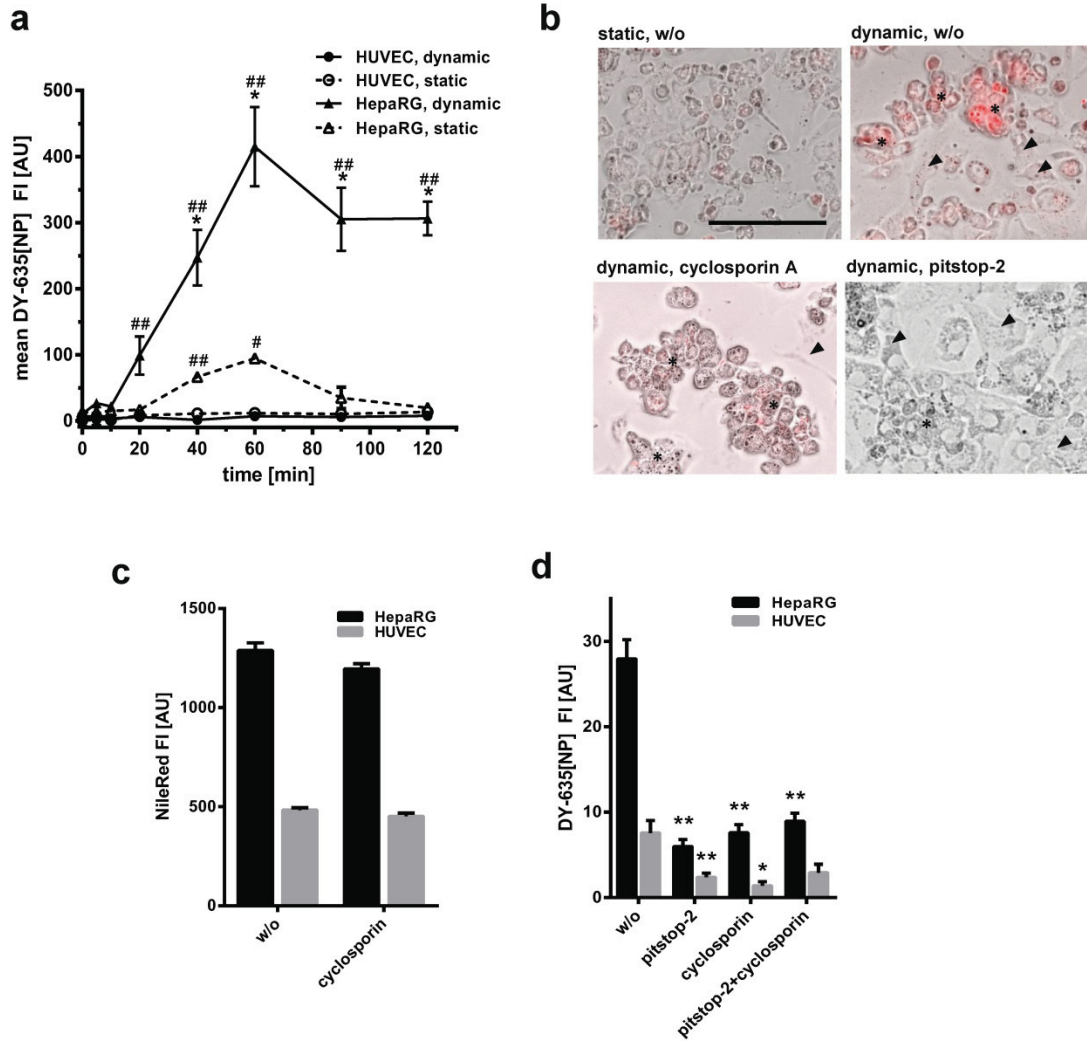 a
HUVEC, dynamic
HUVEC, static
HepaRG, dynamic
HepaRG, static
mean DY-635[NP] FI [AU]
500
400
300
200
100
0
##
##
*
##
*
##
*
##
*
##
#
0 20 40 60 80 100 120
time [min]
b
static, w/o
dynamic, w/o
*
*
*
dynamic, cyclosporin A
dynamic, pitstop-2
*
*
*
*
c
HepaRG
HUVEC
NileRed FI [AU]
1500
1000
500
0
w/o
cyclosporin
d
HepaRG
HUVEC
DY-635[NP] FI [AU]
30
20
10
0
**
**
**
*
**
w/o
pitstop-2
cyclosporin
pitstop-2+cyclosporin